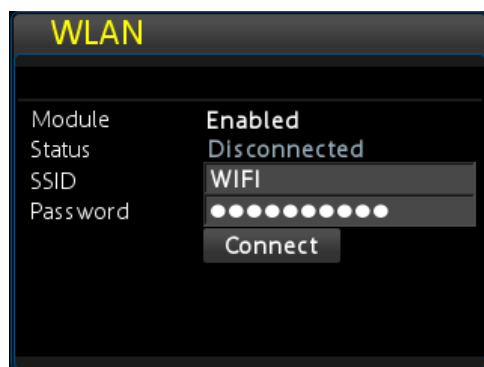 WLAN
Module Enabled
Status Disconnected
SSID WIFI
Password ●●●●●●●●●●
Connect